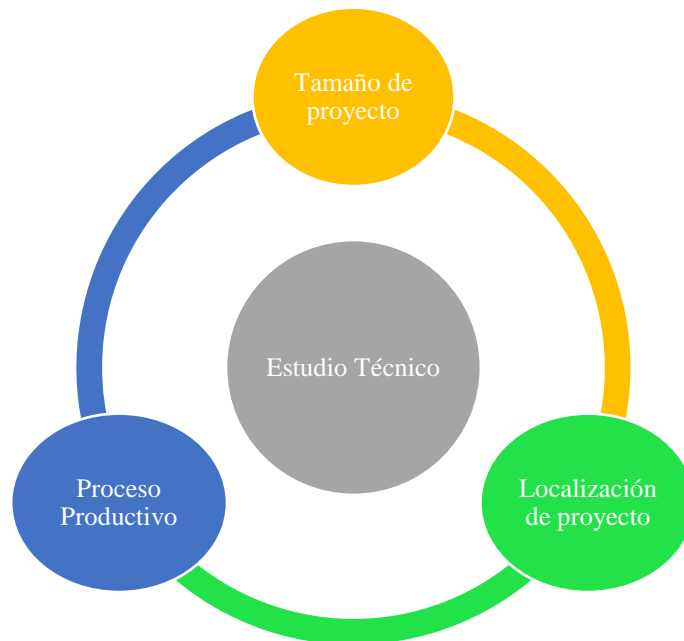 Tamaño de
proyecto
Estudio Técnico
Proceso
Productivo
Localización
de proyecto